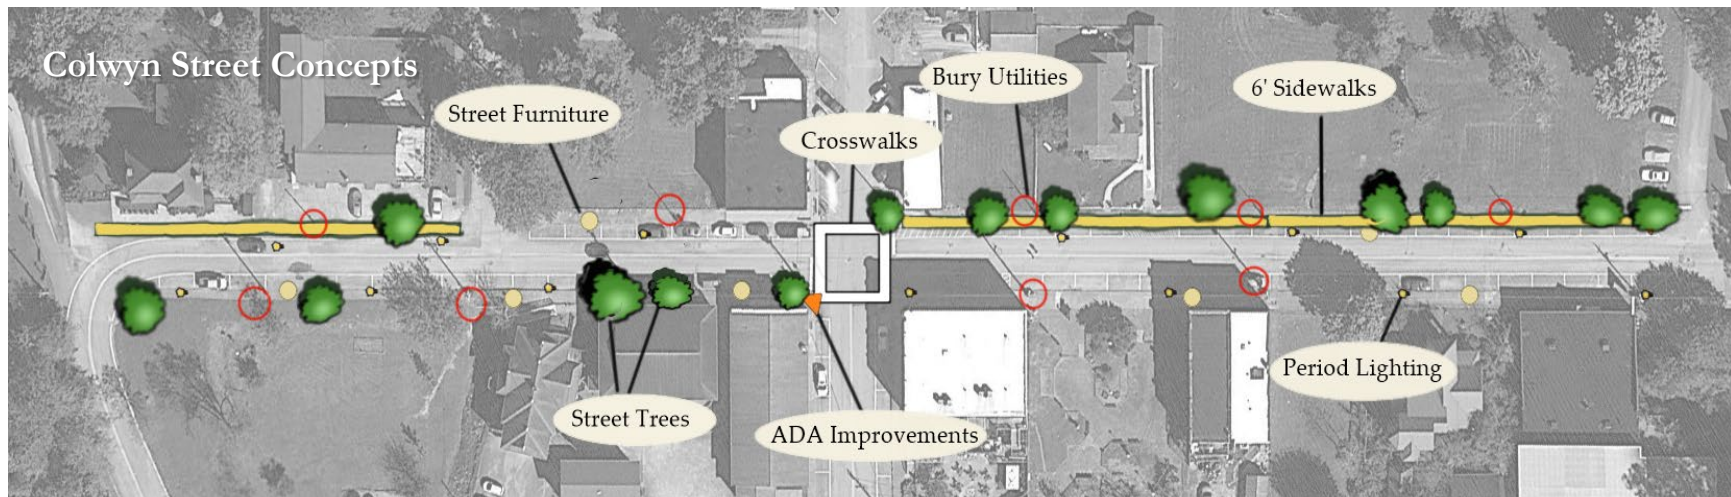 Colwyn Street Concepts
Street Furniture
Crosswalks
Bury Utilities
6' Sidewalks
Street Trees
ADA Improvements
Period Lighting